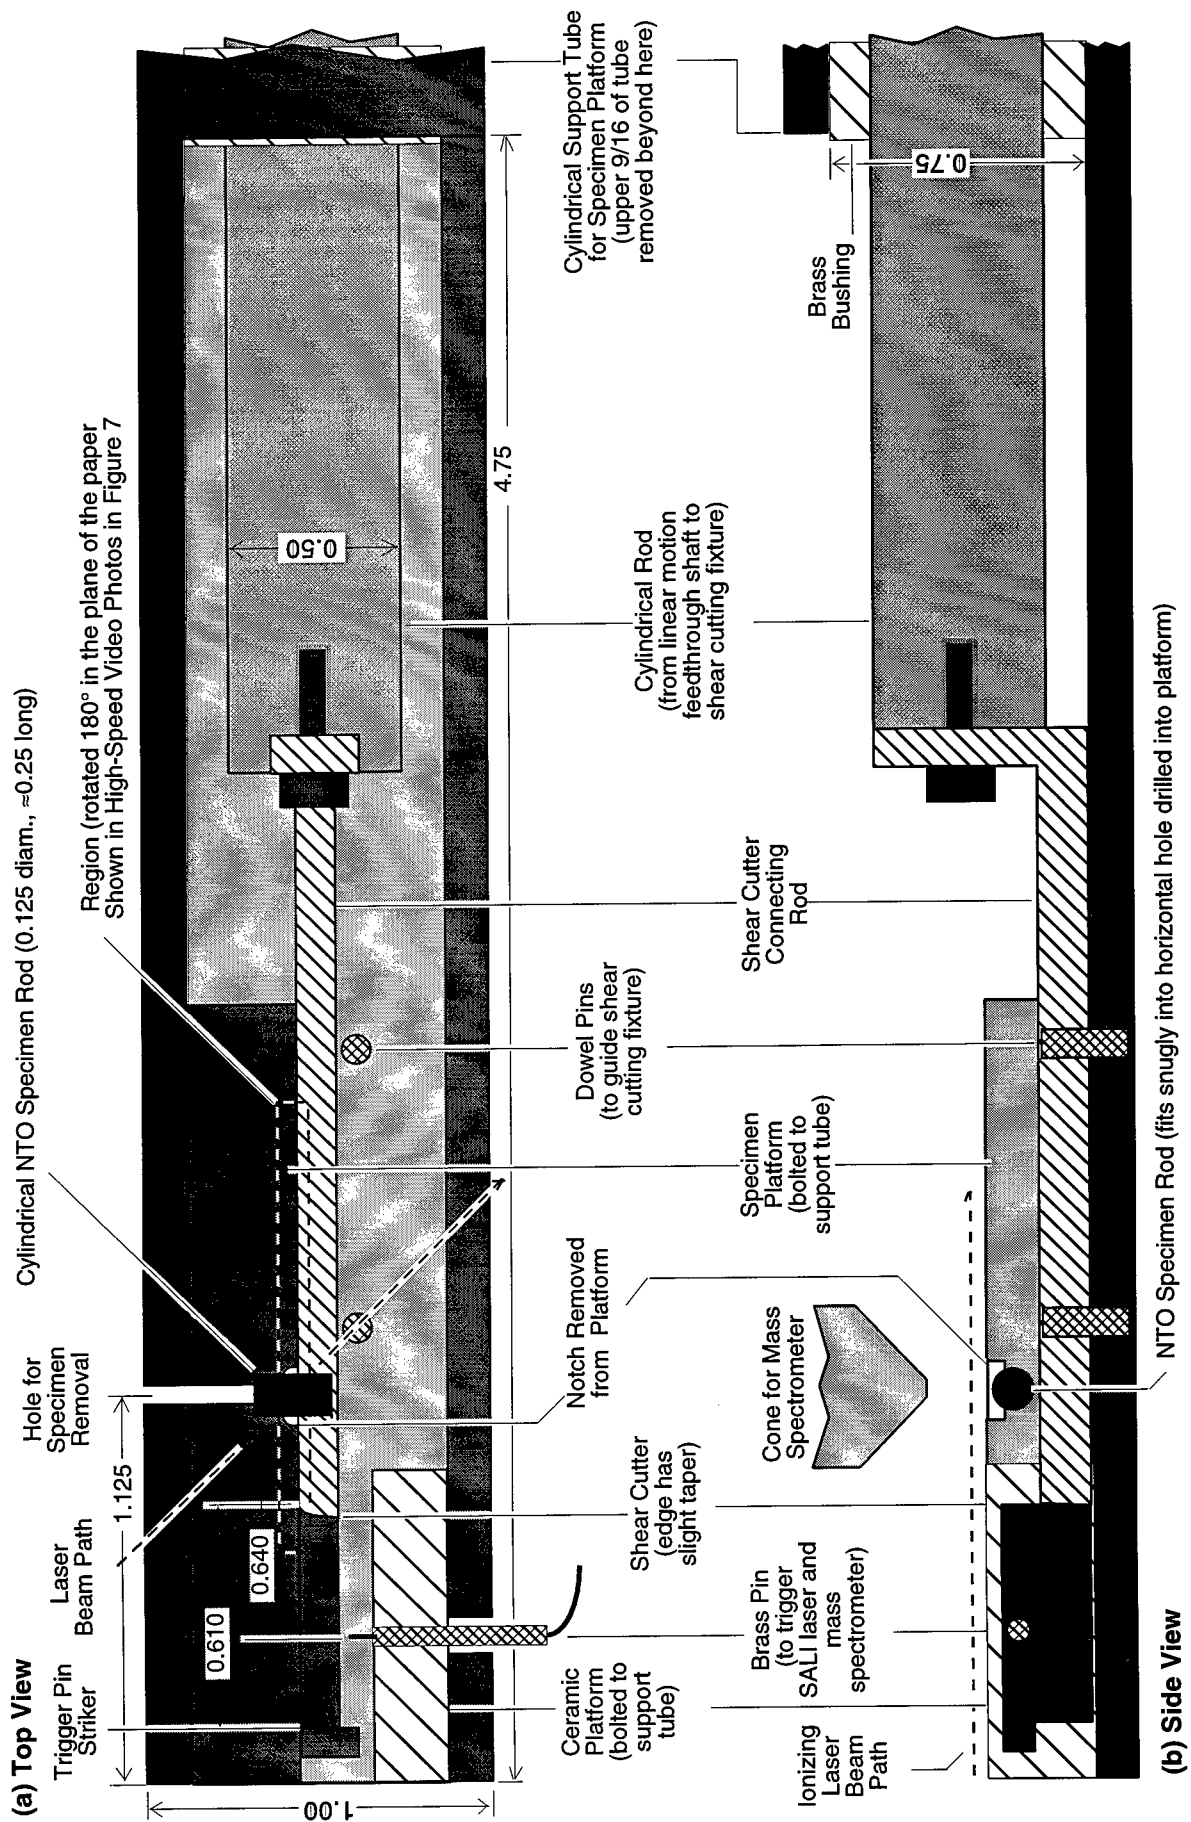 (a) Top View
Trigger Pin
Striker
Laser
Beam Path
Hole for
Specimen
Removal
Cylindrical NTO Specimen Rod (0.125 diam., ≈0.25 long)
Region (rotated 180° in the plane of the paper
Shown in High-Speed Video Photos in Figure 7
1.125
0.610
0.640
0.50
1.00
4.75
Ceramic
Platform
(bolted to
support
tube)
Brass Pin
(to trigger
SALI laser and
mass
spectrometer)
Shear Cutter
(edge has
slight taper)
Notch Removed
from Platform
Dowel Pins
(to guide shear
cutting fixture)
Cylindrical Rod
(from linear motion
feedthrough shaft to
shear cutting fixture)
Cylindrical Support Tube
for Specimen Platform
(upper 9/16 of tube
removed beyond here)
Ionizing
Laser
Beam
Path
Cone for Mass
Spectrometer
Specimen
Platform
(bolted to
support tube)
Shear Cutter
Connecting
Rod
Brass
Bushing
0.75
(b) Side View
NTO Specimen Rod (fits snugly into horizontal hole drilled into platform)